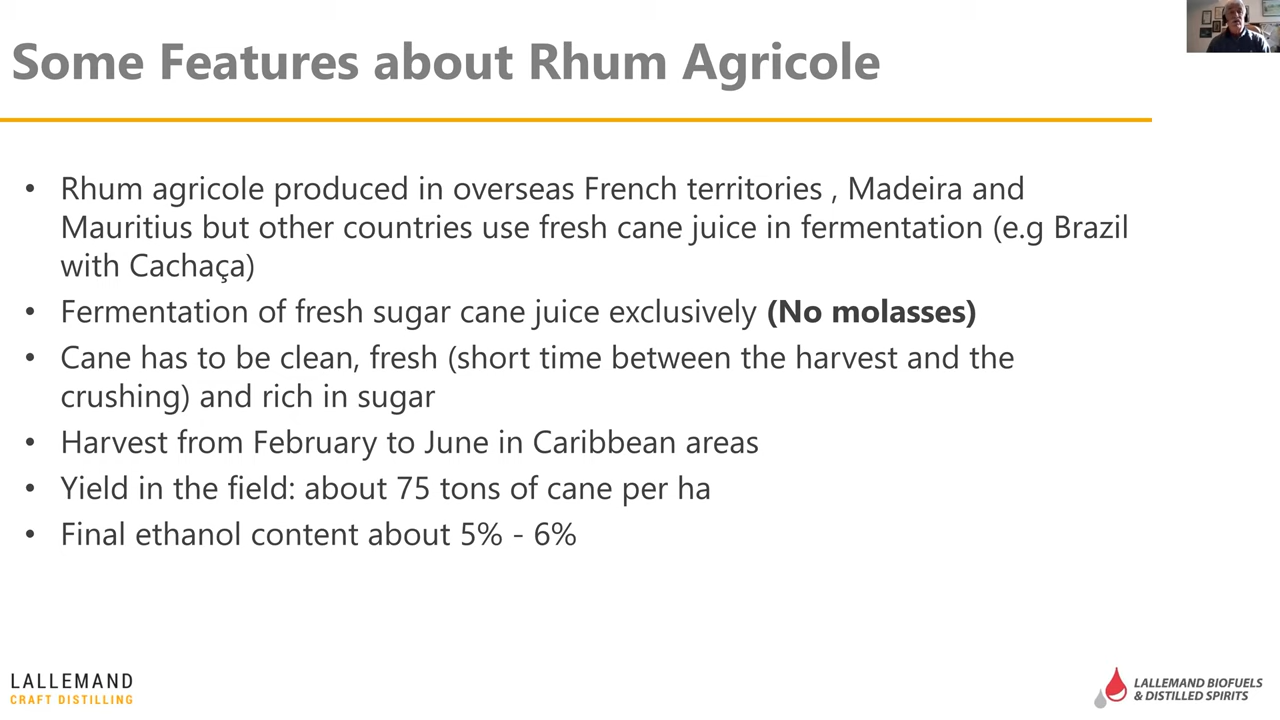 Some Features about Rhum Agricole
• Rhum agricole produced in overseas French territories , Madeira and
Mauritius but other countries use fresh cane juice in fermentation (e.g Brazil
with Cachaça)
• Fermentation of fresh sugar cane juice exclusively (No molasses)
• Cane has to be clean, fresh (short time between the harvest and the
crushing) and rich in sugar
• Harvest from February to June in Caribbean areas
• Yield in the field: about 75 tons of cane per ha
• Final ethanol content about 5% - 6%
LALLEMAND
CRAFT DISTILLING
LALLEMAND BIOFUELS
& DISTILLED SPIRITS